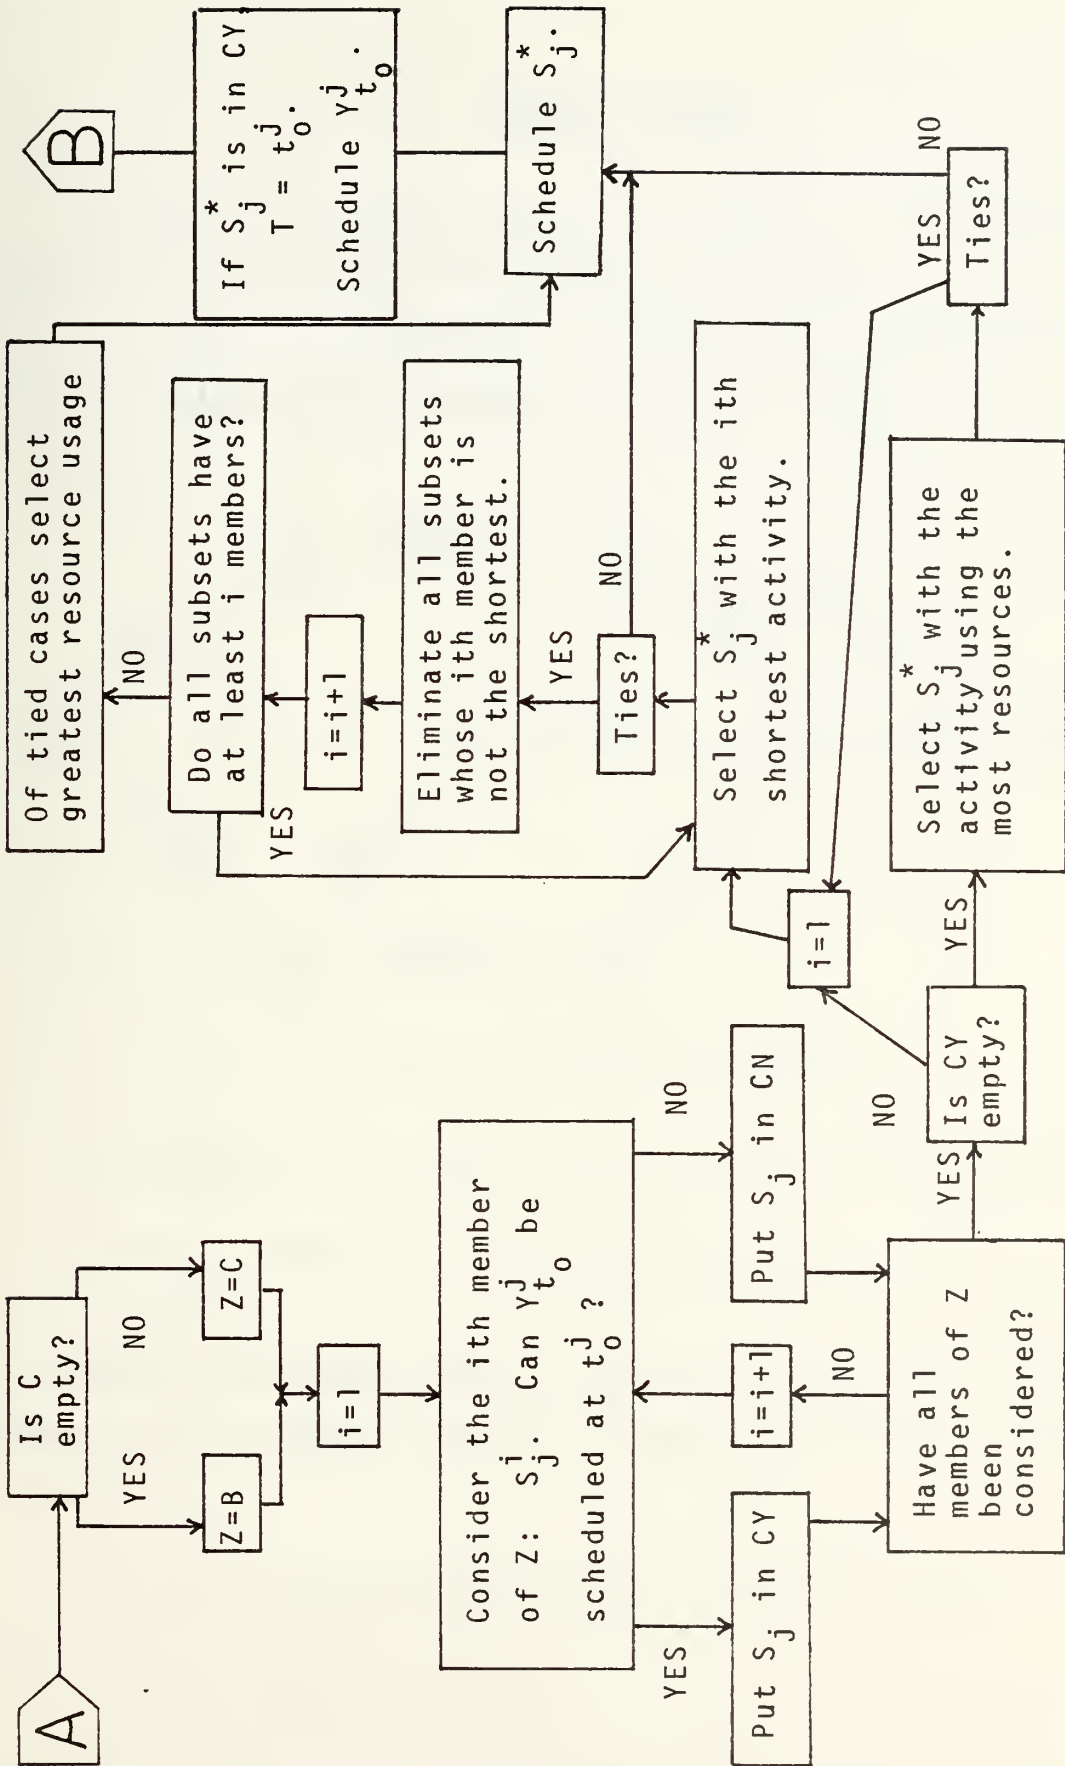 A
Is C
empty?
YES
NO
Z=B
Z=C
i=1
Consider the ith member
of Z: S_j^i. Can Y_{t_o}^j be
scheduled at t_o^j ?
YES
NO
Put S_j in CY
Put S_j in CN
i=i+1
NO
Have all
members of Z
been
considered?
YES
Is CY
empty?
NO
YES
i=1
Select S_j^* with the
activity using the
most resources.
Ties?
YES
NO
Select S_j^* with the ith
shortest activity.
Ties?
NO
YES
Eliminate all subsets
whose ith member is
not the shortest.
i=i+1
Do all subsets have
at least i members?
YES
NO
Of tied cases select
greatest resource usage
Schedule S_j^*.
If S_j^* is in CY,
T = t_o^j.
Schedule Y_{t_o}^j.
B